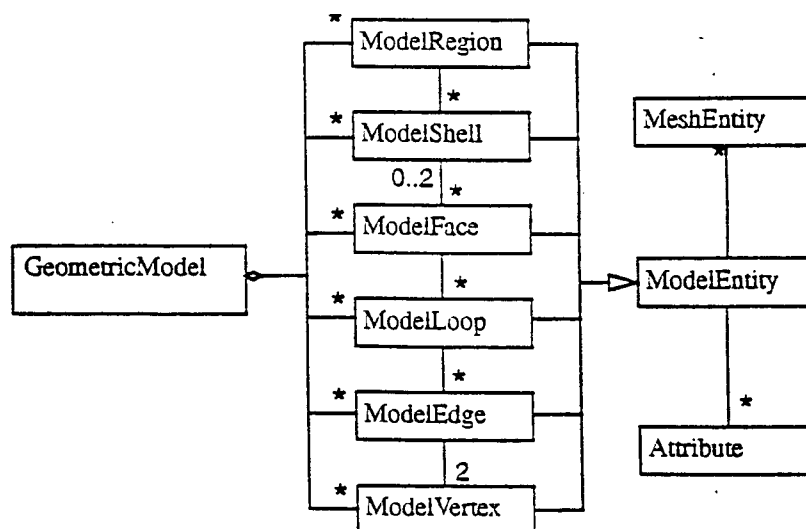 *
ModelRegion
*
*
ModelShell
MeshEntity
*
0..2
*
*
ModelFace
GeometricModel
ModelEntity
*
*
ModelLoop
*
*
ModelEdge
*
Attribute
2
*
ModelVertex